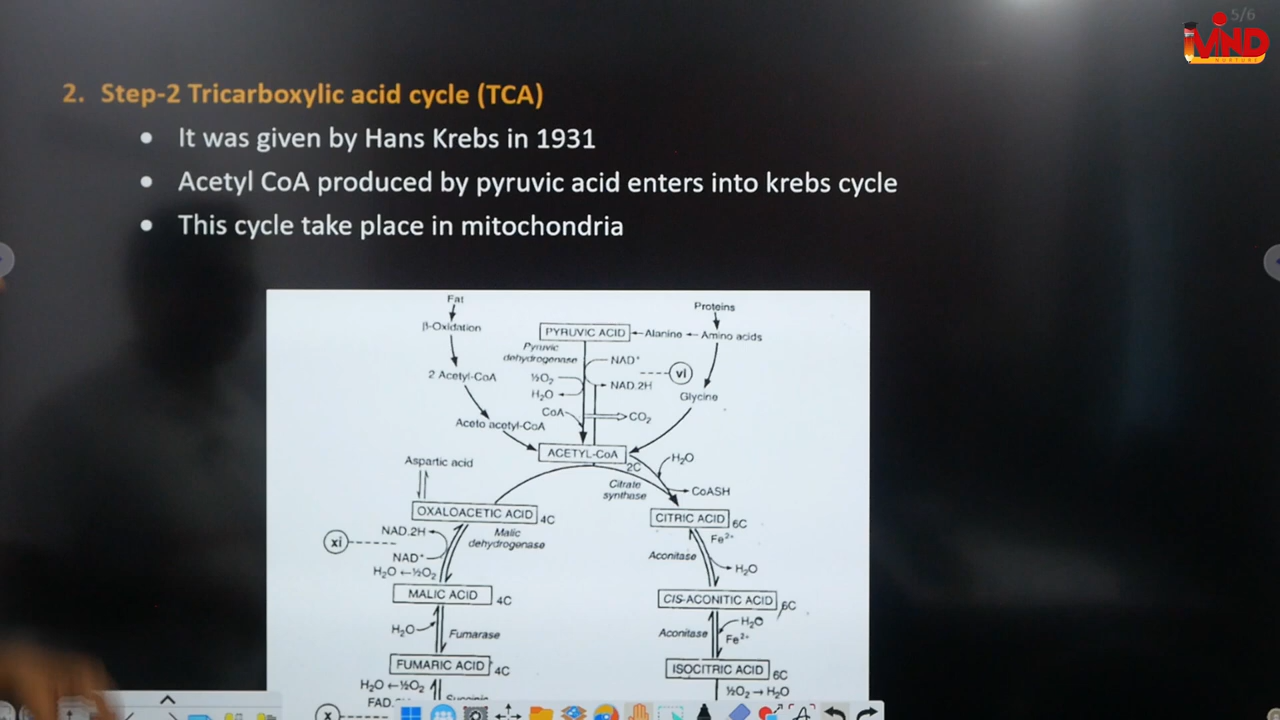 5/6
MIND
NURTURE
2. Step-2 Tricarboxylic acid cycle (TCA)
• It was given by Hans Krebs in 1931
• Acetyl CoA produced by pyruvic acid enters into krebs cycle
• This cycle take place in mitochondria
Fat
Proteins
β-Oxidation
PYRUVIC ACID
Alanine
Amino acids
Pyruvic
dehydrogenase
NAD⁺
vi
2 Acetyl-CoA
½O₂
NAD.2H
H₂O
Glycine
CoA
CO₂
Aceto acetyl-CoA
ACETYL-CoA
2C
H₂O
Aspartic acid
Citrate
synthase
CoASH
OXALOACETIC ACID 4C
CITRIC ACID 6C
xi
NAD.2H
Malic
dehydrogenase
Fe²⁺
NAD⁺
Aconitase
H₂O
H₂O ←½O₂
MALIC ACID 4C
CIS-ACONITIC ACID 6C
H₂O
Fumarase
Aconitase
H₂O
Fe²⁺
FUMARIC ACID 4C
ISOCITRIC ACID 6C
H₂O ←½O₂
½O₂ → H₂O
FAD
x